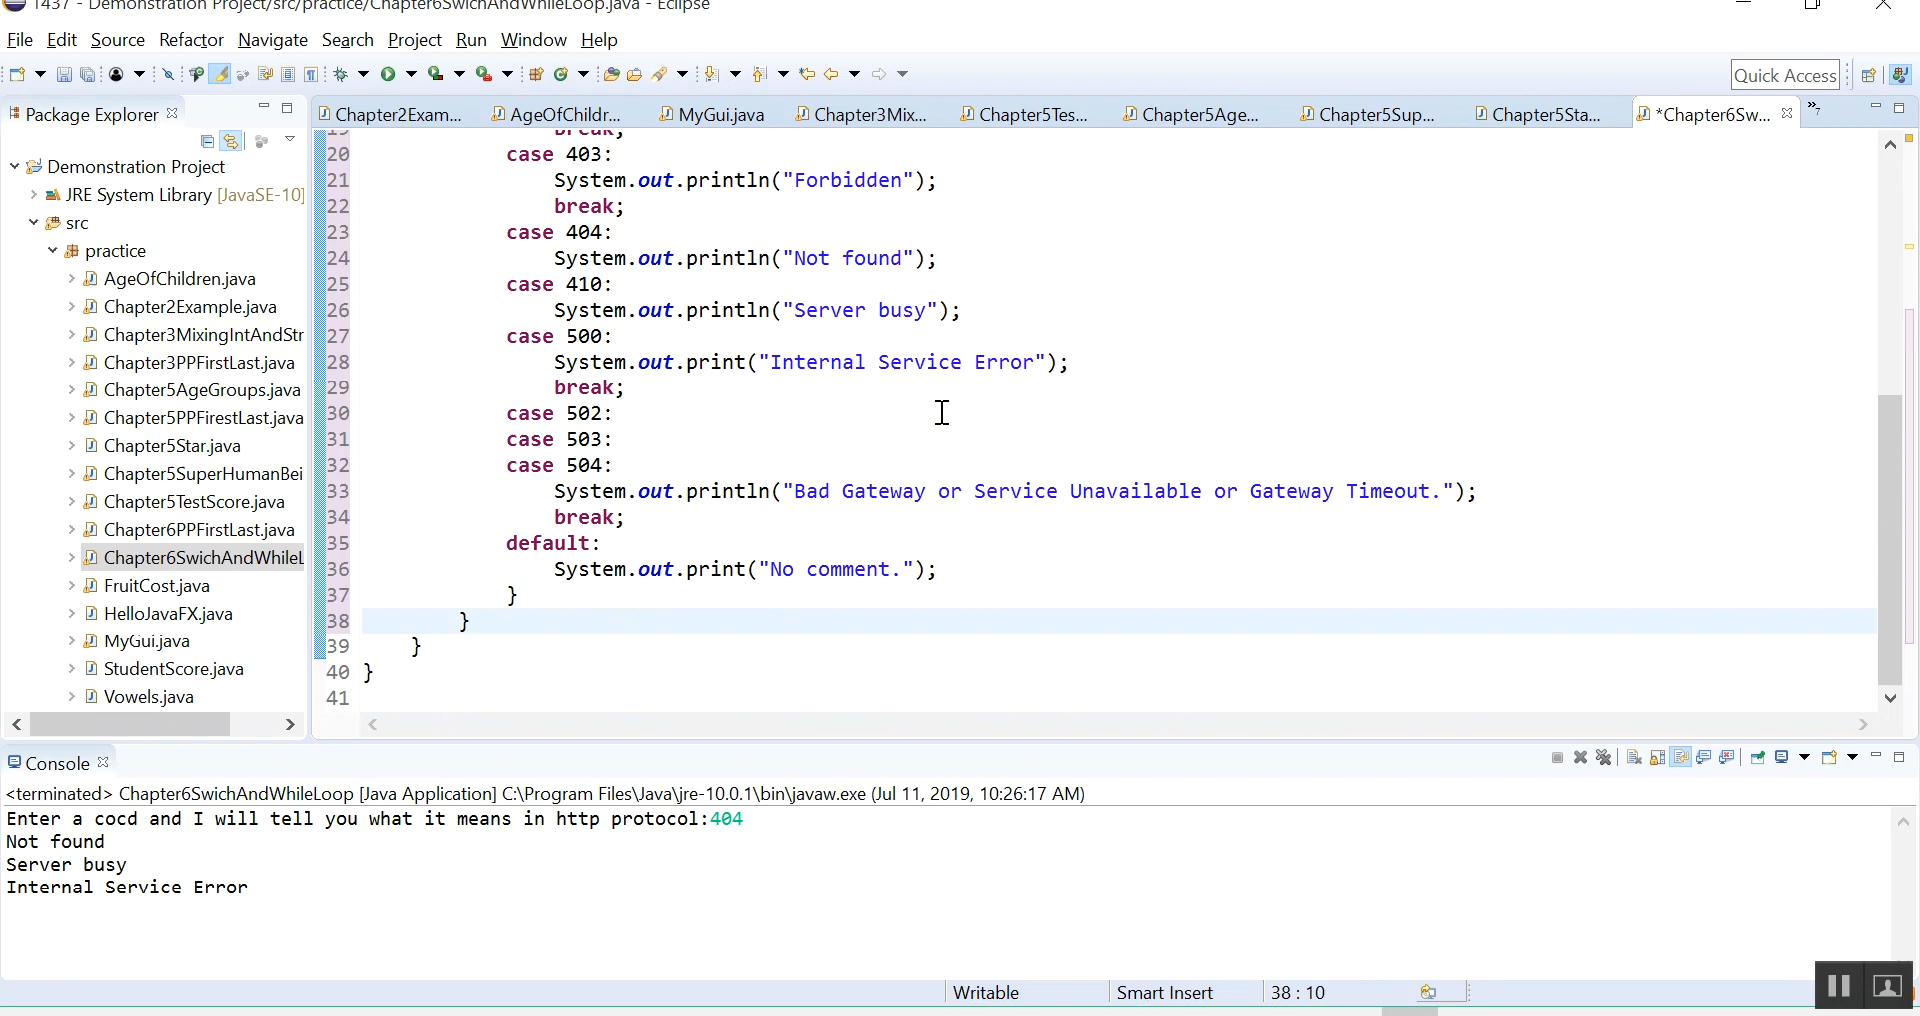 1437 - Demonstration Project/src/practice/Chapter6SwichAndWhileLoop.java - Eclipse
File Edit Source Refactor Navigate Search Project Run Window Help
Quick Access
Package Explorer
Chapter2Exam... AgeOfChildr... MyGui.java Chapter3Mix... Chapter5Tes... Chapter5Age... Chapter5Sup... Chapter5Sta... *Chapter6Sw... »7
Demonstration Project
JRE System Library [JavaSE-10]
src
practice
AgeOfChildren.java
Chapter2Example.java
Chapter3MixingIntAndStr
Chapter3PPFirstLast.java
Chapter5AgeGroups.java
Chapter5PPFirestLast.java
Chapter5Star.java
Chapter5SuperHumanBei
Chapter5TestScore.java
Chapter6PPFirstLast.java
Chapter6SwichAndWhileL
FruitCost.java
HelloJavaFX.java
MyGui.java
StudentScore.java
Vowels.java
19 break;
20 case 403:
21 System.out.println("Forbidden");
22 break;
23 case 404:
24 System.out.println("Not found");
25 case 410:
26 System.out.println("Server busy");
27 case 500:
28 System.out.print("Internal Service Error");
29 break;
30 case 502:
31 case 503:
32 case 504:
33 System.out.println("Bad Gateway or Service Unavailable or Gateway Timeout.");
34 break;
35 default:
36 System.out.print("No comment.");
37 }
38 }
39 }
40 }
41
Console
<terminated> Chapter6SwichAndWhileLoop [Java Application] C:\Program Files\Java\jre-10.0.1\bin\javaw.exe (Jul 11, 2019, 10:26:17 AM)
Enter a cocd and I will tell you what it means in http protocol:404
Not found
Server busy
Internal Service Error
Writable Smart Insert 38 : 10